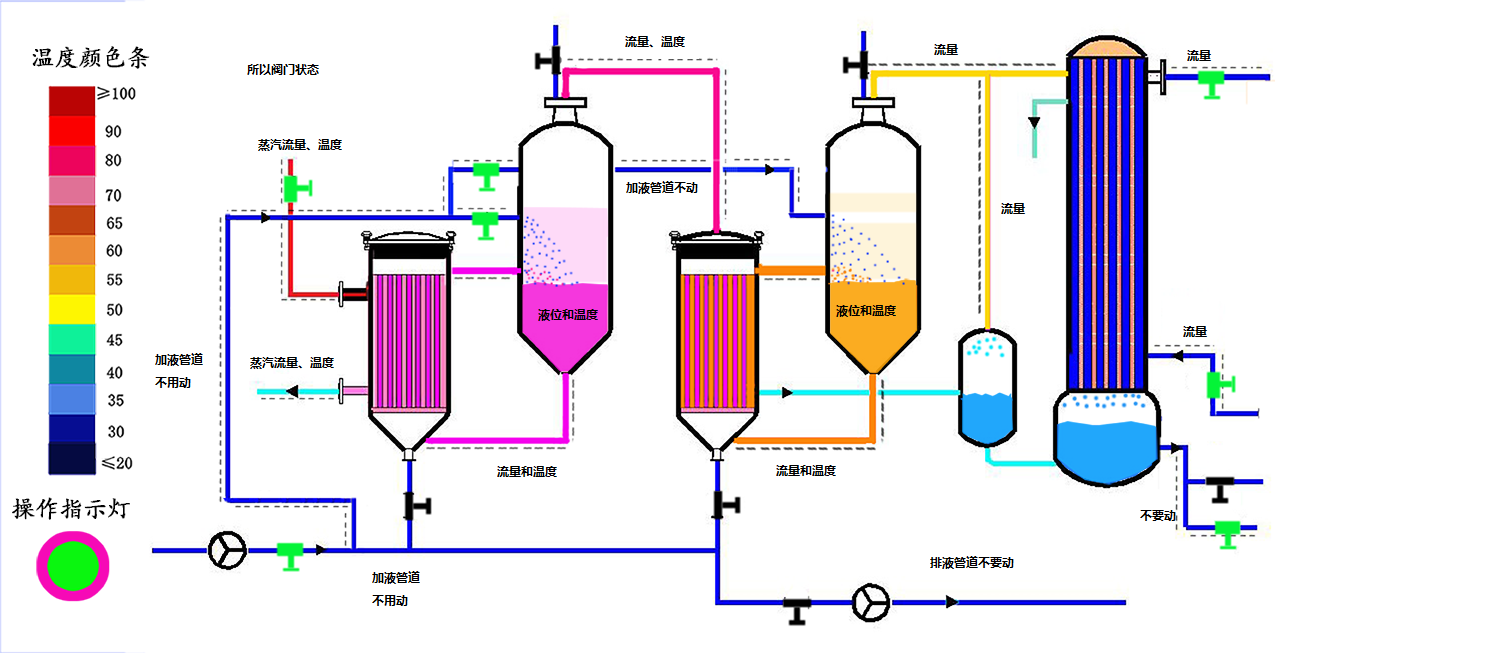 温度颜色条
≥100
90
80
70
65
60
55
50
45
40
35
30
≤20
操作指示灯
所以阀门状态
蒸汽流量、温度
蒸汽流量、温度
加液管道
不用动
加液管道
不用动
流量、温度
加液管道不动
液位和温度
流量和温度
流量
液位和温度
流量和温度
流量
流量
流量
不要动
排液管道不要动